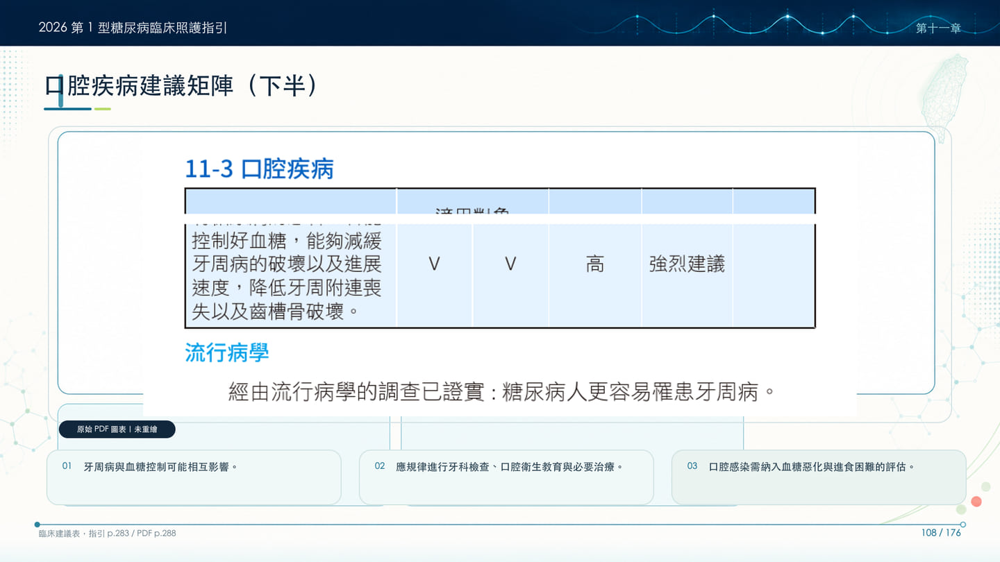 2026 第 1 型糖尿病臨床照護指引
第十一章
口腔疾病建議矩陣（下半）
11-3 口腔疾病
適用對象
控制好血糖，能夠減緩
牙周病的破壞以及進展
速度，降低牙周附連喪
失以及齒槽骨破壞。
V
V
高
強烈建議
流行病學
經由流行病學的調查已證實：糖尿病人更容易罹患牙周病。
原始 PDF 圖表｜未重繪
01 牙周病與血糖控制可能相互影響。
02 應規律進行牙科檢查、口腔衛生教育與必要治療。
03 口腔感染需納入血糖惡化與進食困難的評估。
臨床建議表・指引 p.283 / PDF p.288
108 / 176